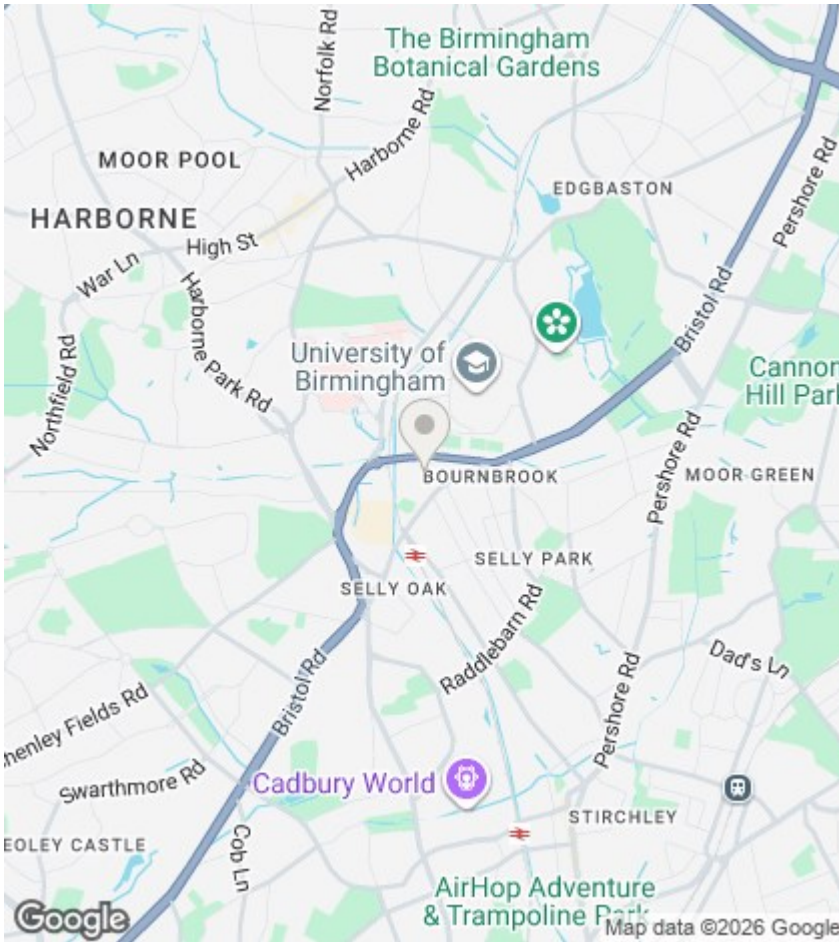 Norfolk Rd
The Birmingham
Botanical Gardens
Harborne Rd
MOOR POOL
EDGBASTON
Pershore Rd
HARBORNE
High St
War Ln
Harborne Park Rd
Bristol Rd
Northfield Rd
University of
Birmingham
Cannon
Hill Park
Pershore Rd
BOURNBROOK
MOOR GREEN
SELLY PARK
SELLY OAK
Raddlebarn Rd
Dad's Ln
Bristol Rd
Pershore Rd
henley Fields Rd
Swarthmore Rd
Cadbury World
STIRCHLEY
EOLEY CASTLE
Cob Ln
AirHop Adventure
& Trampoline Park
Google
Map data ©2026 Google